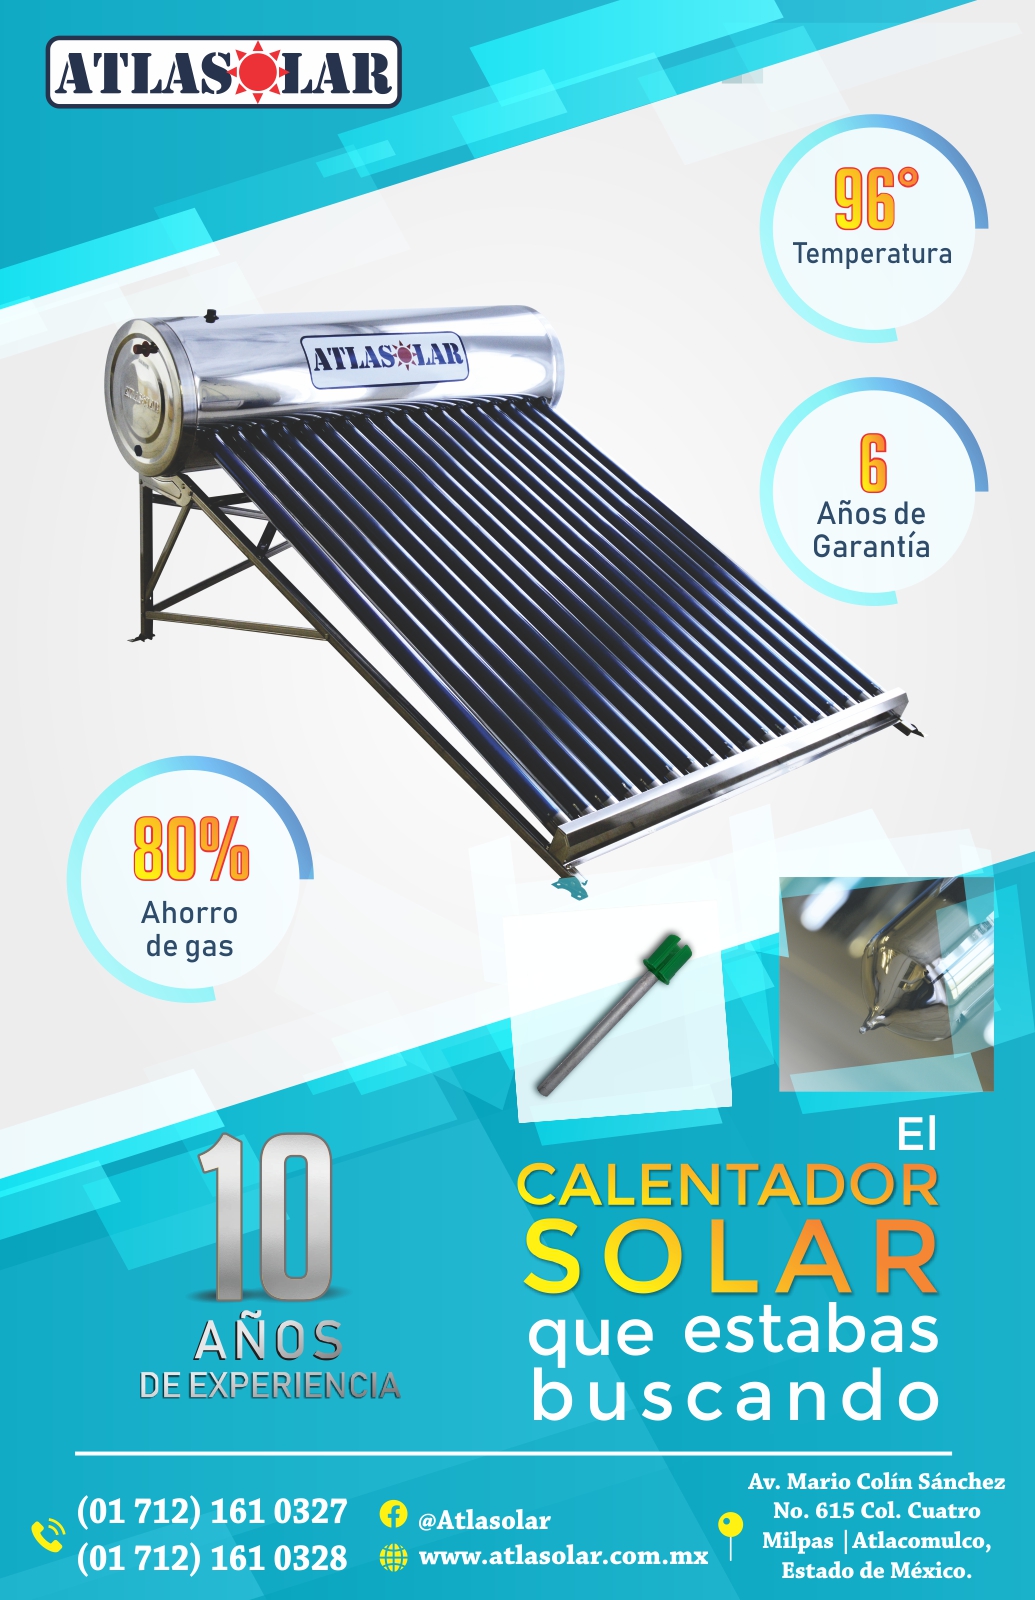 ATLASOLAR
96°
Temperatura
ATLASOLAR
6
Años de
Garantía
80%
Ahorro
de gas
El
CALENTADOR
SOLAR
que estabas
buscando
10
AÑOS
DE EXPERIENCIA
(01 712) 161 0327
(01 712) 161 0328
@Atlasolar
www.atlasolar.com.mx
Av. Mario Colín Sánchez
No. 615 Col. Cuatro
Milpas |Atlacomulco,
Estado de México.